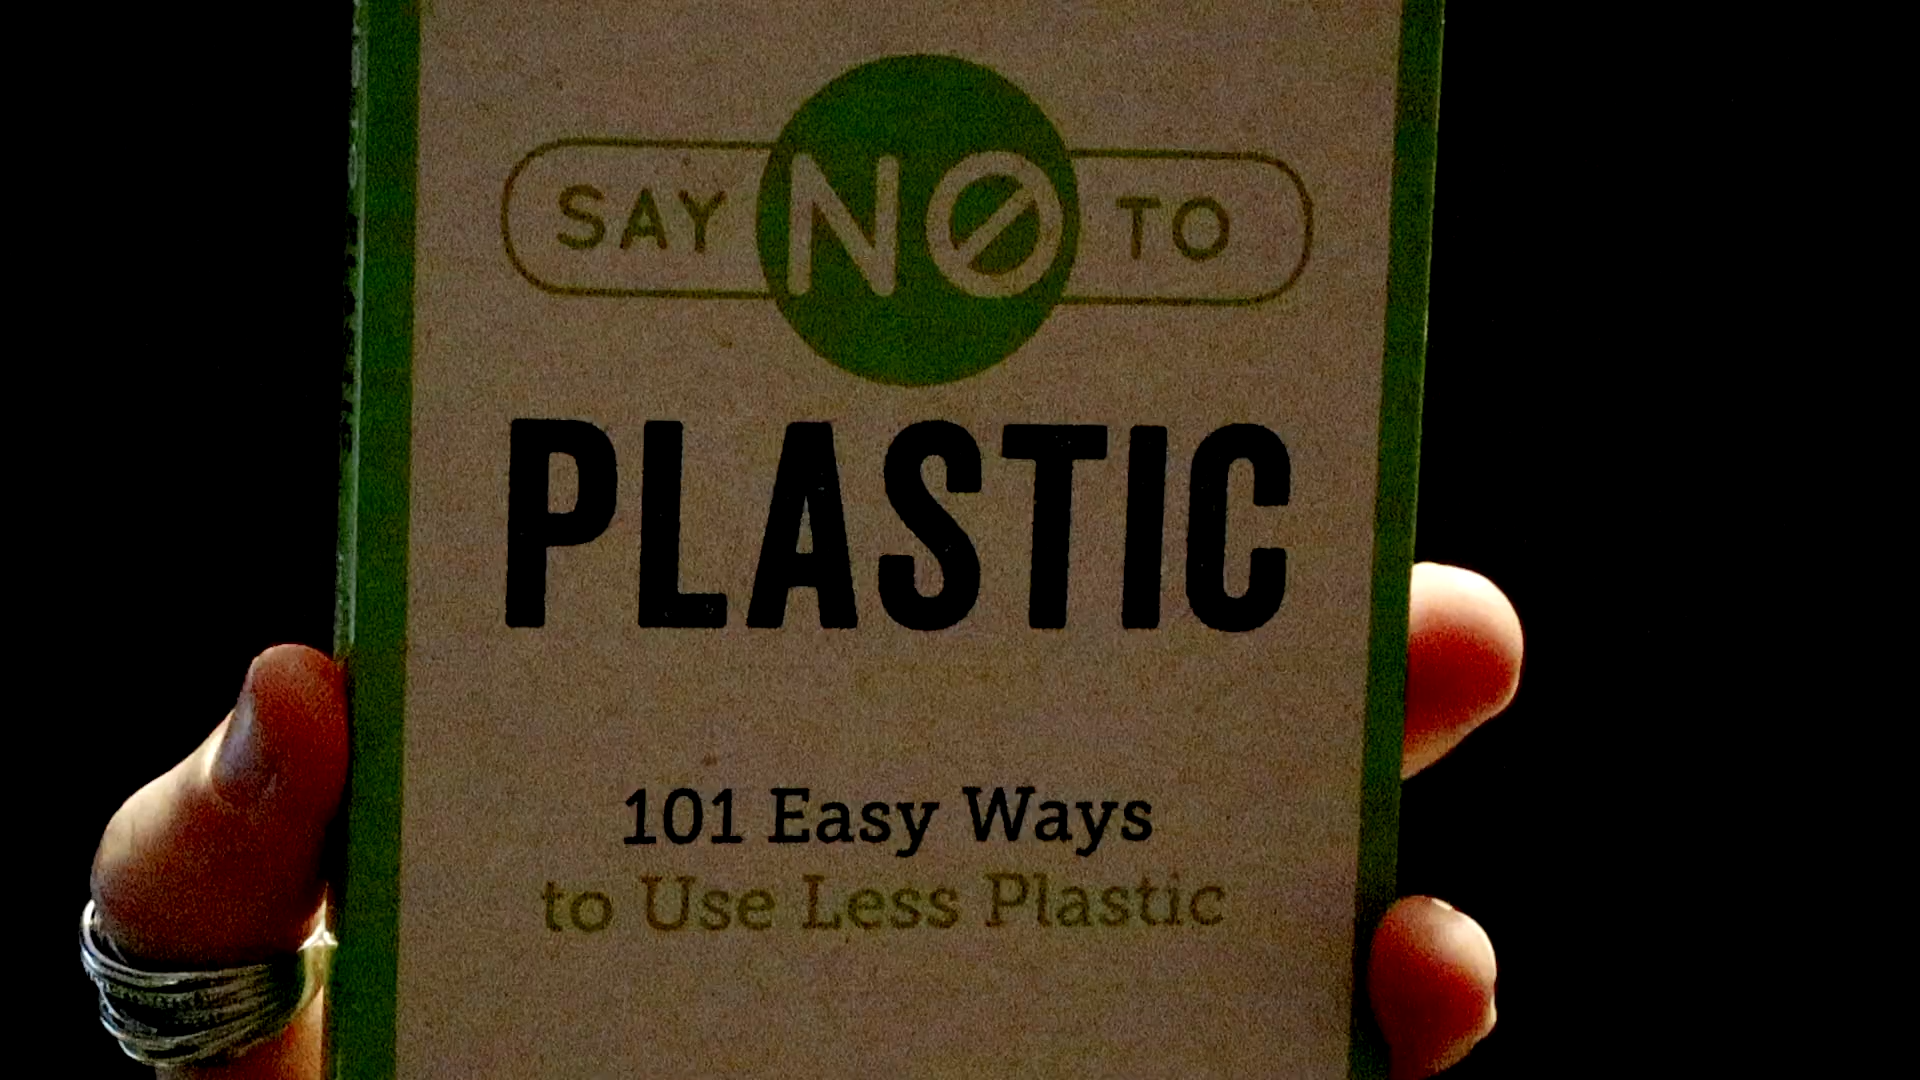 SAY NO TO
PLASTIC
101 Easy Ways
to Use Less Plastic